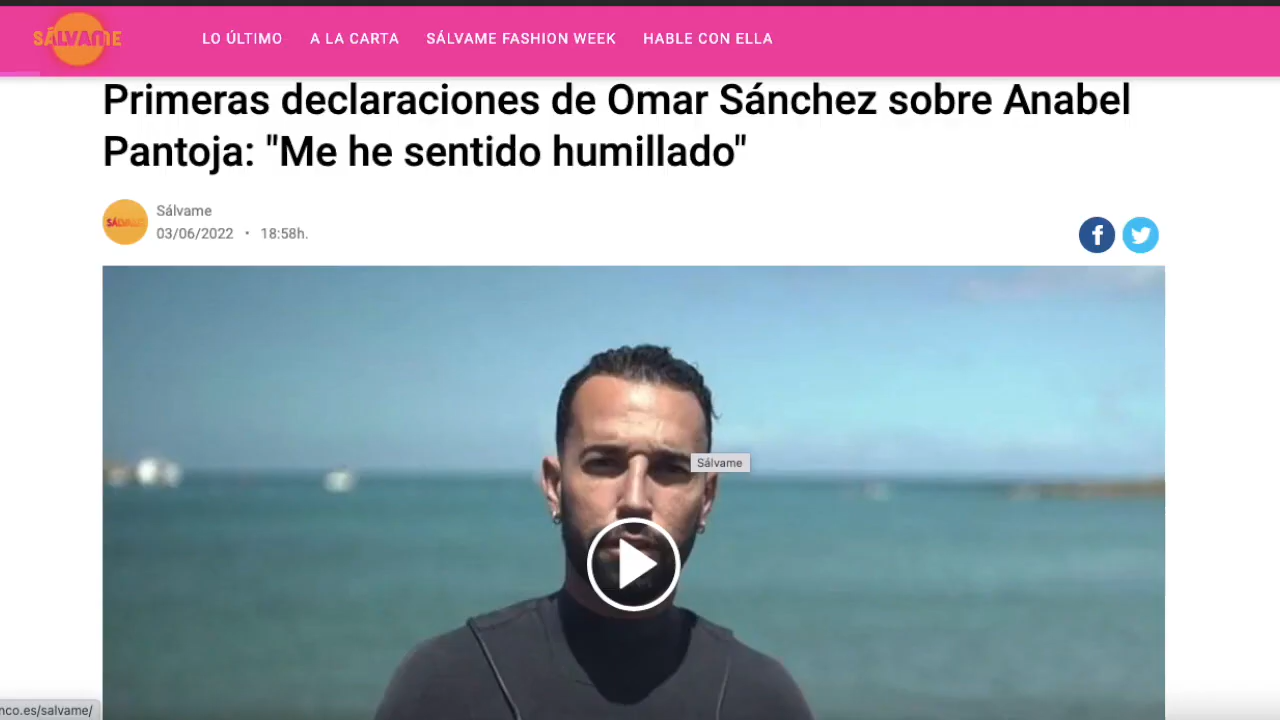 SÁLVAME
LO ÚLTIMO
A LA CARTA
SÁLVAME FASHION WEEK
HABLE CON ELLA
Primeras declaraciones de Omar Sánchez sobre Anabel
Pantoja: "Me he sentido humillado"
SÁLVAME
Sálvame
03/06/2022 • 18:58h.
f
Sálvame
nco.es/salvame/